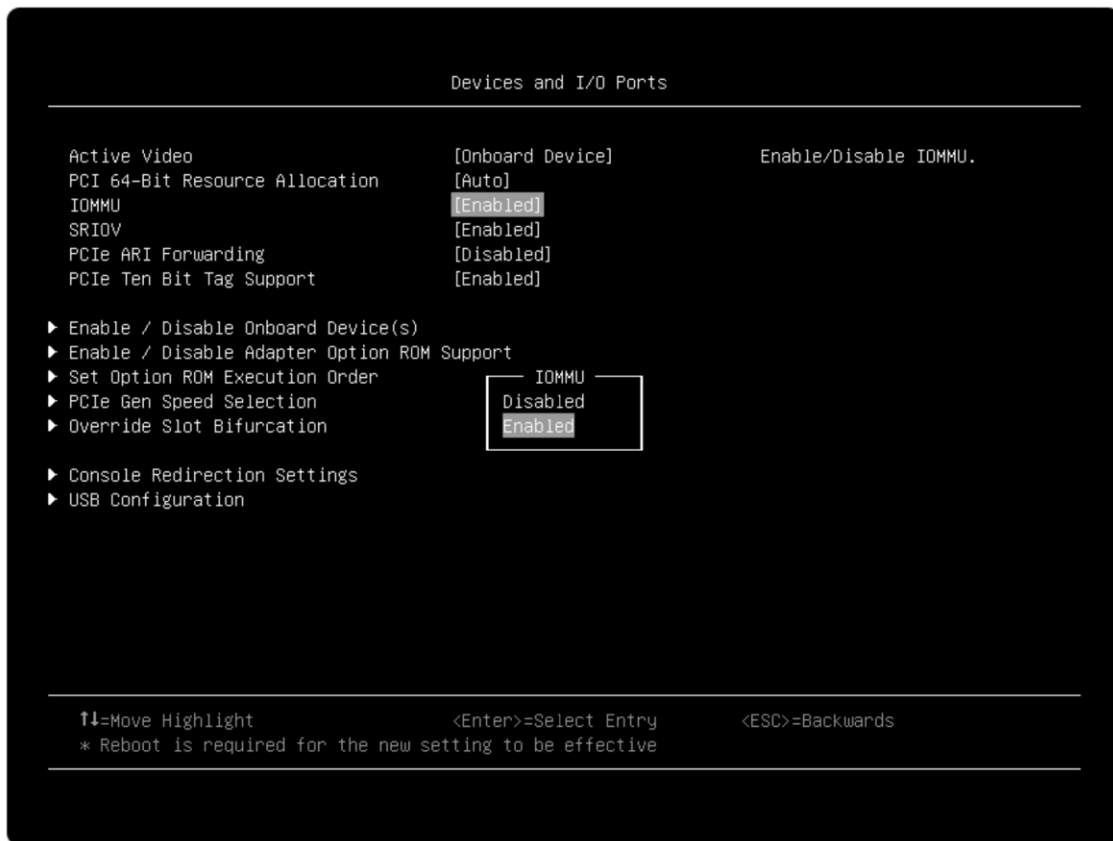 Devices and I/O Ports
Active Video [Onboard Device] Enable/Disable IOMMU.
PCI 64-Bit Resource Allocation [Auto]
IOMMU [Enabled]
SRIOV [Enabled]
PCIe ARI Forwarding [Disabled]
PCIe Ten Bit Tag Support [Enabled]
▶ Enable / Disable Onboard Device(s)
▶ Enable / Disable Adapter Option ROM Support
▶ Set Option ROM Execution Order
▶ PCIe Gen Speed Selection
▶ Override Slot Bifurcation
IOMMU
Disabled
Enabled
▶ Console Redirection Settings
▶ USB Configuration
↑↓=Move Highlight <Enter>=Select Entry <ESC>=Backwards
* Reboot is required for the new setting to be effective